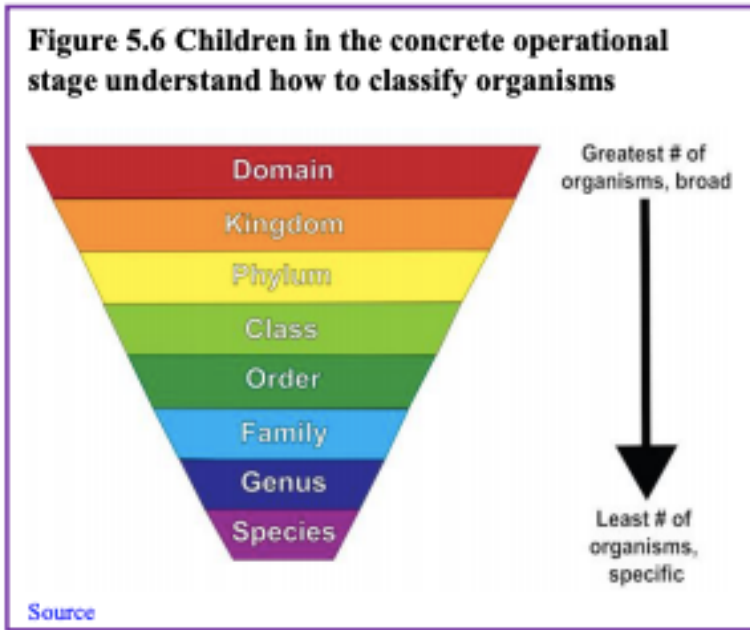 Figure 5.6 Children in the concrete operational
stage understand how to classify organisms
Domain
Kingdom
Phylum
Class
Order
Family
Genus
Species
Greatest # of
organisms, broad
Least # of
organisms,
specific
Source